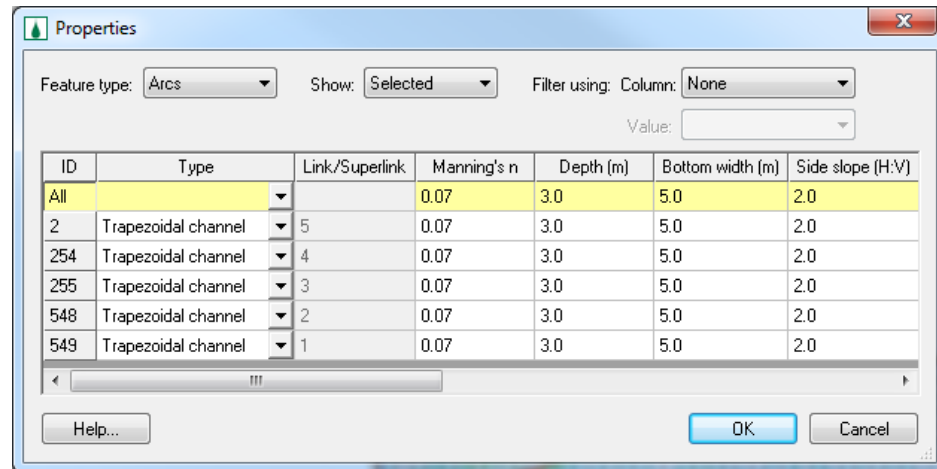 Properties
Feature type: Arcs Show: Selected Filter using: Column: None
Value:
ID Type Link/Superlink Manning's n Depth (m) Bottom width (m) Side slope (H:V)
All 0.07 3.0 5.0 2.0
2 Trapezoidal channel 5 0.07 3.0 5.0 2.0
254 Trapezoidal channel 4 0.07 3.0 5.0 2.0
255 Trapezoidal channel 3 0.07 3.0 5.0 2.0
548 Trapezoidal channel 2 0.07 3.0 5.0 2.0
549 Trapezoidal channel 1 0.07 3.0 5.0 2.0
Help... OK Cancel